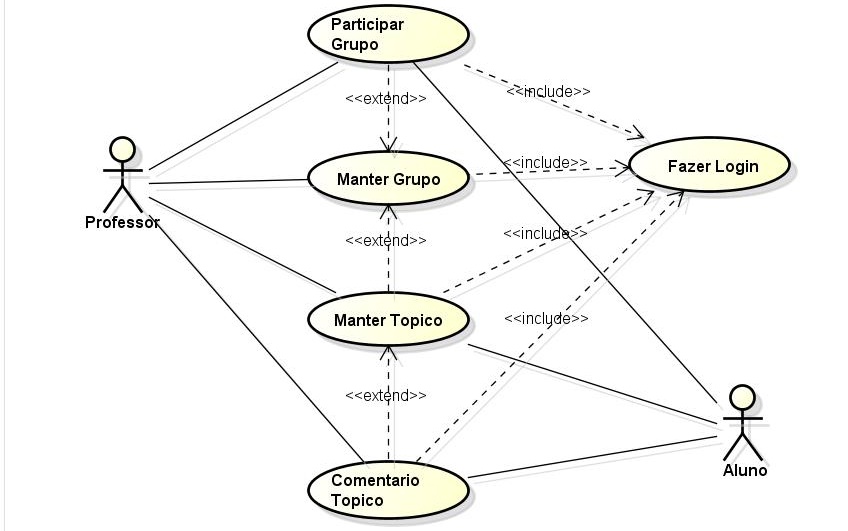 Participar
Grupo
<<extend>>
<<include>>
Manter Grupo
<<include>>
Fazer Login
Professor
<<extend>>
<<include>>
Manter Topico
<<include>>
<<extend>>
Comentario
Topico
Aluno